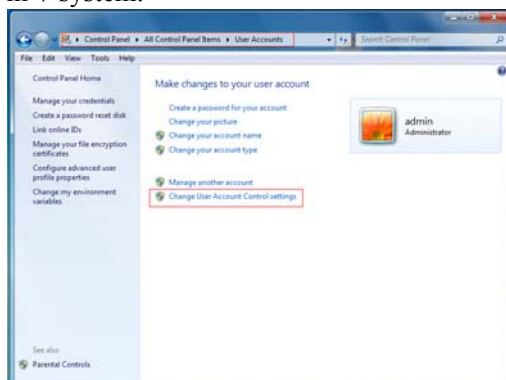 Control Panel ▸ All Control Panel Items ▸ User Accounts
Search Control Panel
File Edit View Tools Help
Control Panel Home
Manage your credentials
Create a password reset disk
Link online IDs
Manage your file encryption
certificates
Configure advanced user
profile properties
Change my environment
variables
See also
Parental Controls
Make changes to your user account
Create a password for your account
Change your picture
Change your account name
Change your account type
Manage another account
Change User Account Control settings
admin
Administrator